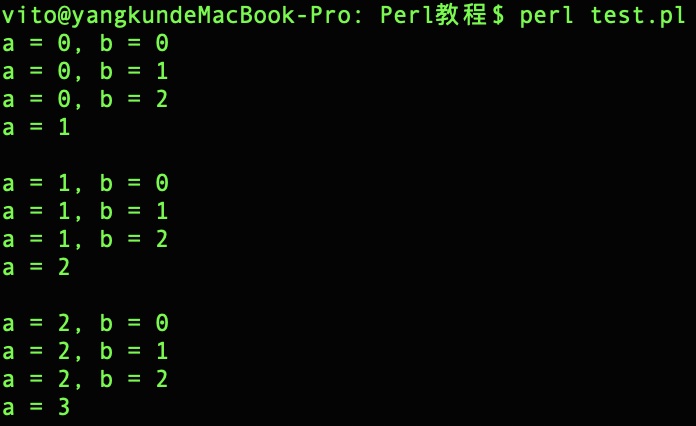 vito@yangkundeMacBook-Pro: Perl教程$ perl test.pl
a = 0, b = 0
a = 0, b = 1
a = 0, b = 2
a = 1
a = 1, b = 0
a = 1, b = 1
a = 1, b = 2
a = 2
a = 2, b = 0
a = 2, b = 1
a = 2, b = 2
a = 3